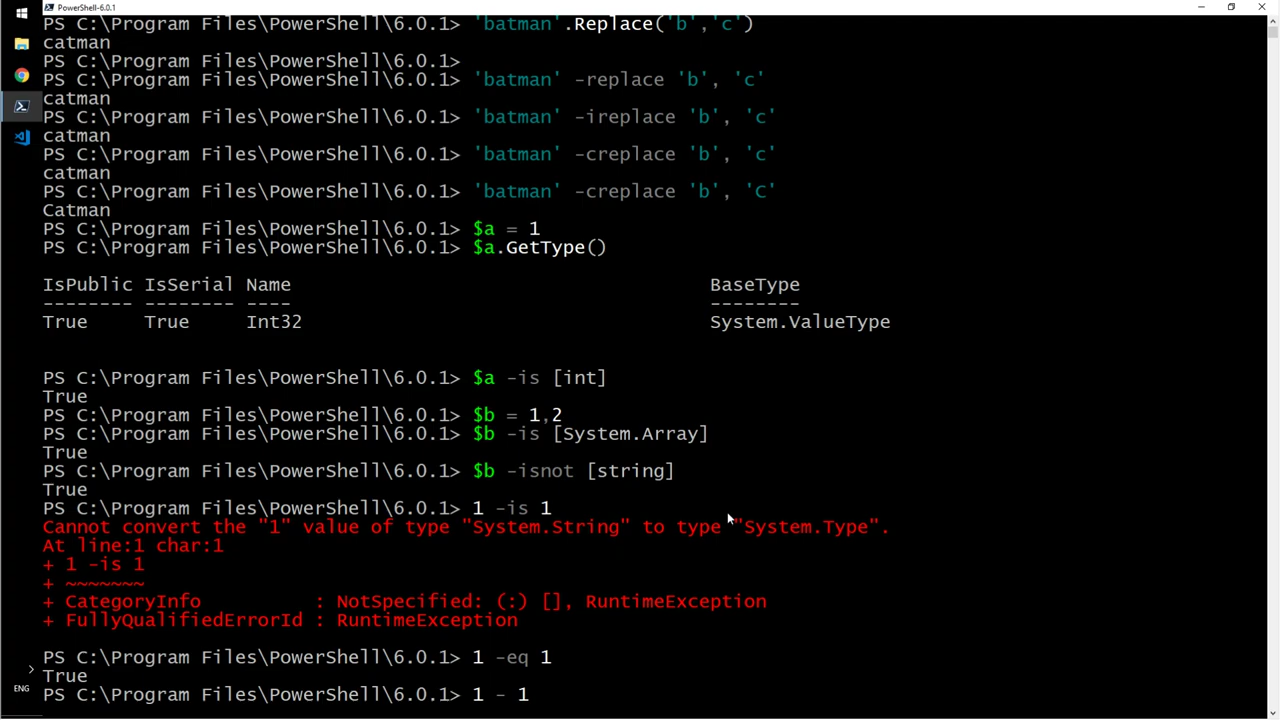 PowerShell-6.0.1
PS C:\Program Files\PowerShell\6.0.1> 'batman'.Replace('b','c')
catman
PS C:\Program Files\PowerShell\6.0.1>
PS C:\Program Files\PowerShell\6.0.1> 'batman' -replace 'b', 'c'
catman
PS C:\Program Files\PowerShell\6.0.1> 'batman' -ireplace 'b', 'c'
catman
PS C:\Program Files\PowerShell\6.0.1> 'batman' -creplace 'b', 'c'
catman
PS C:\Program Files\PowerShell\6.0.1> 'batman' -creplace 'b', 'C'
Catman
PS C:\Program Files\PowerShell\6.0.1> $a = 1
PS C:\Program Files\PowerShell\6.0.1> $a.GetType()
IsPublic IsSerial Name BaseType
-------- -------- ---- --------
True True Int32 System.ValueType
PS C:\Program Files\PowerShell\6.0.1> $a -is [int]
True
PS C:\Program Files\PowerShell\6.0.1> $b = 1,2
PS C:\Program Files\PowerShell\6.0.1> $b -is [System.Array]
True
PS C:\Program Files\PowerShell\6.0.1> $b -isnot [string]
True
PS C:\Program Files\PowerShell\6.0.1> 1 -is 1
Cannot convert the "1" value of type "System.String" to type "System.Type".
At line:1 char:1
+ 1 -is 1
+ ~~~~~~~
+ CategoryInfo : NotSpecified: (:) [], RuntimeException
+ FullyQualifiedErrorId : RuntimeException
PS C:\Program Files\PowerShell\6.0.1> 1 -eq 1
True
PS C:\Program Files\PowerShell\6.0.1> 1 - 1
ENG